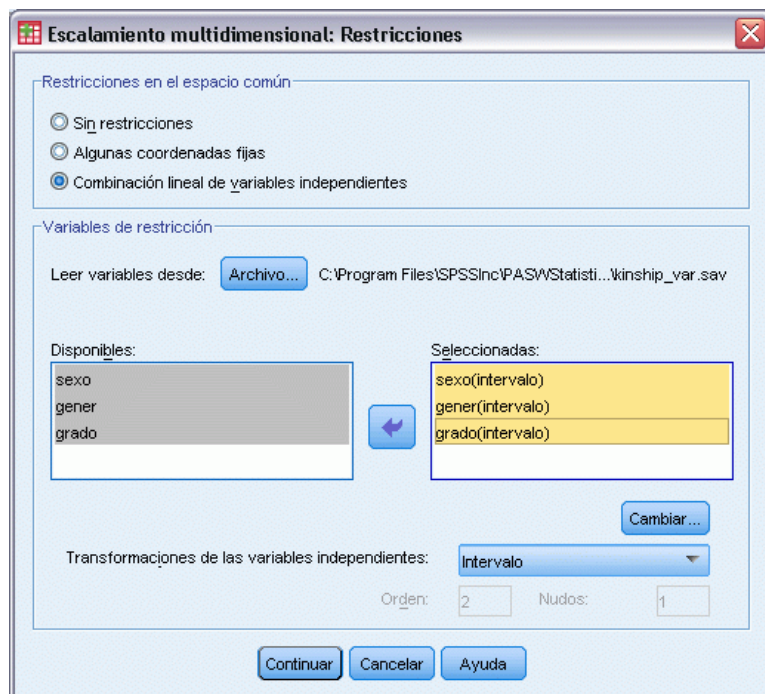 Escalamiento multidimensional: Restricciones
Restricciones en el espacio común
Sin restricciones
Algunas coordenadas fijas
Combinación lineal de variables independientes
Variables de restricción
Leer variables desde: Archivo... C:\Program Files\SPSSInc\PASWStatisti...\kinship_var.sav
Disponibles: Seleccionadas:
sexo sexo(intervalo)
gener gener(intervalo)
grado grado(intervalo)
Cambiar...
Transformaciones de las variables independientes: Intervalo
Orden: 2 Nudos: 1
Continuar Cancelar Ayuda